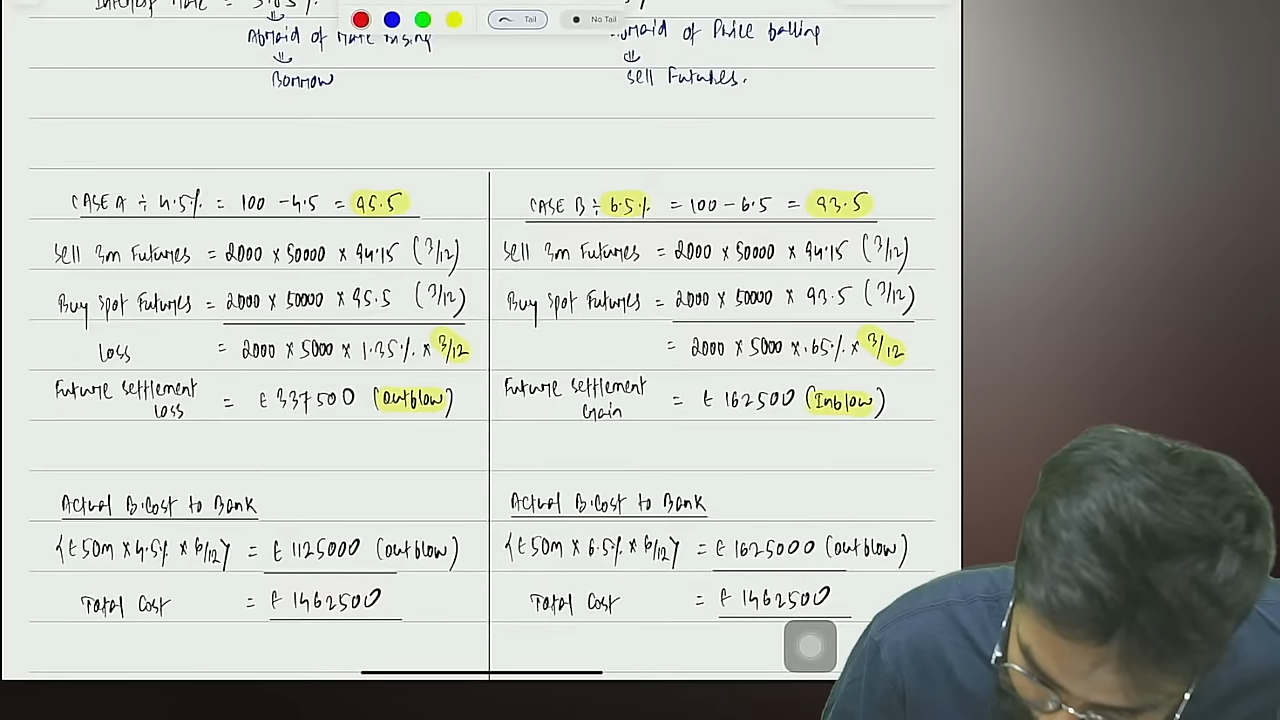 Tail
No Tail
Afraid of Rate Rising
⇓
Borrow
of Price falling
⇓
Sell Futures.
CASE A ÷ 4.5% = 100 - 4.5 = 95.5
Sell 3m Futures = 2000 × 50000 × 94.15 (3/12)
Buy Spot Futures = 2000 × 50000 × 95.5 (3/12)
Loss = 2000 × 5000 × 1.35% × 3/12
Future Settlement
Loss = £ 337500 (Outflow)
Actual B.Cost to Bank
{£50m × 4.5% × 6/12} = £ 1125000 (Outflow)
Total Cost = £ 1462500
CASE B ÷ 6.5% = 100 - 6.5 = 93.5
Sell 3m Futures = 2000 × 50000 × 94.15 (3/12)
Buy Spot Futures = 2000 × 50000 × 93.5 (3/12)
= 2000 × 5000 × .65% × 3/12
Future Settlement
Gain = £ 162500 (Inflow)
Actual B.Cost to Bank
{£50m × 6.5% × 6/12} = £ 1625000 (Outflow)
Total Cost = £ 1462500